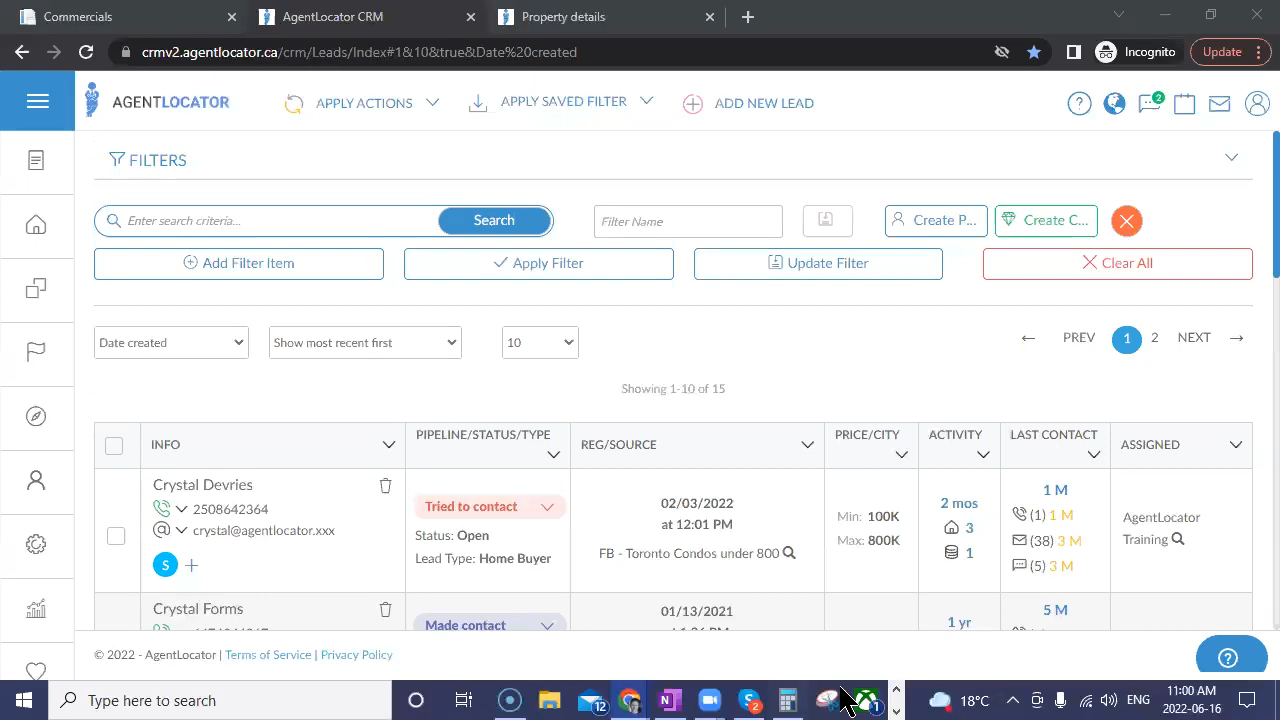 Commercials
AgentLocator CRM
Property details
crmv2.agentlocator.ca/crm/Leads/Index#1&10&true&Date%20created
Incognito
Update
AGENTLOCATOR
APPLY ACTIONS
APPLY SAVED FILTER
ADD NEW LEAD
2
FILTERS
Enter search criteria...
Search
Filter Name
Create P...
Create C...
Add Filter Item
Apply Filter
Update Filter
Clear All
Date created
Show most recent first
10
PREV
1
2
NEXT
Showing 1-10 of 15
INFO
PIPELINE/STATUS/TYPE
REG/SOURCE
PRICE/CITY
ACTIVITY
LAST CONTACT
ASSIGNED
Crystal Devries
2508642364
crystal@agentlocator.xxx
S
Tried to contact
Status: Open
Lead Type: Home Buyer
02/03/2022
at 12:01 PM
FB - Toronto Condos under 800
Min: 100K
Max: 800K
2 mos
3
1
1 M
(1) 1 M
(38) 3 M
(5) 3 M
AgentLocator
Training
Crystal Forms
Made contact
01/13/2021
1 yr
5 M
© 2022 - AgentLocator | Terms of Service | Privacy Policy
Type here to search
12
2
1
18°C
ENG
11:00 AM
2022-06-16